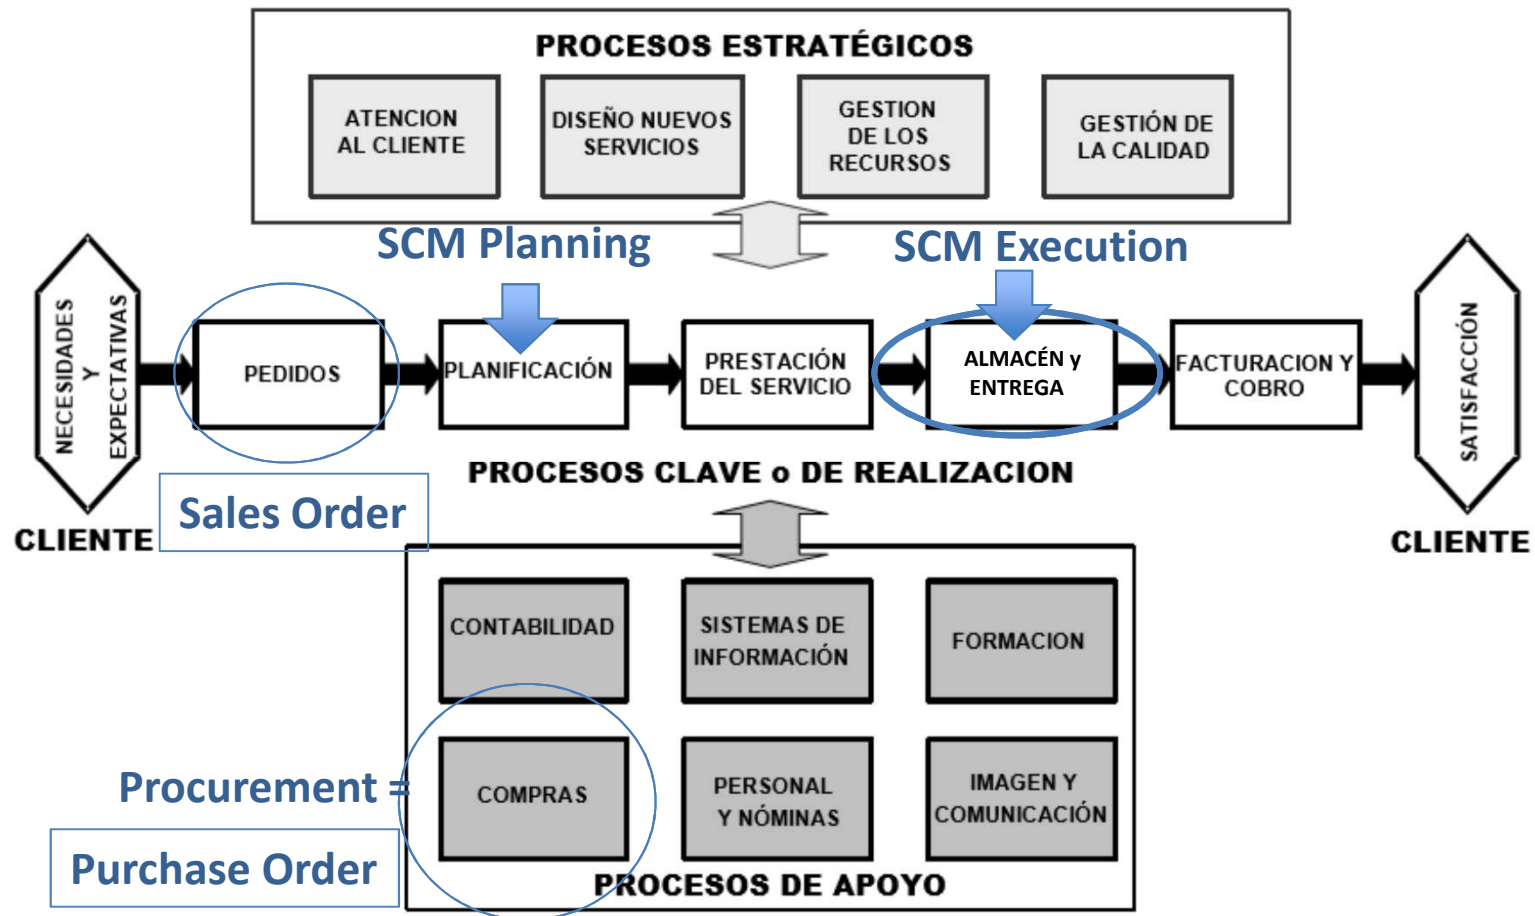 PROCESOS ESTRATÉGICOS
ATENCION
AL CLIENTE
DISEÑO NUEVOS
SERVICIOS
GESTION
DE LOS
RECURSOS
GESTIÓN DE
LA CALIDAD
SCM Planning
SCM Execution
NECESIDADES
Y
EXPECTATIVAS
PEDIDOS
PLANIFICACIÓN
PRESTACIÓN
DEL SERVICIO
ALMACÉN y
ENTREGA
FACTURACION Y
COBRO
SATISFACCIÓN
PROCESOS CLAVE o DE REALIZACION
Sales Order
CLIENTE
CLIENTE
CONTABILIDAD
SISTEMAS DE
INFORMACIÓN
FORMACION
Procurement =
COMPRAS
PERSONAL
Y NÓMINAS
IMAGEN Y
COMUNICACIÓN
Purchase Order
PROCESOS DE APOYO